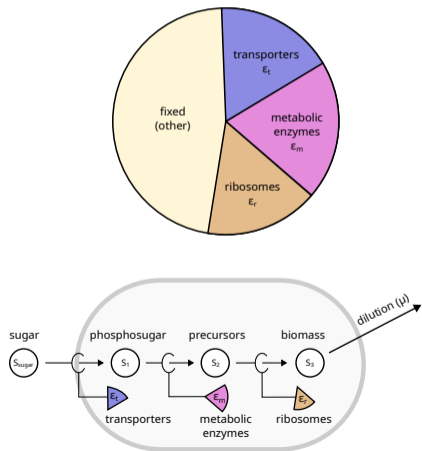 transporters
εt
fixed
(other)
metabolic
enzymes
εm
ribosomes
εr
dilution (μ)
sugar
phosphosugar
precursors
biomass
Ssugar
S1
S2
S3
εt
εm
εr
transporters
metabolic
enzymes
ribosomes